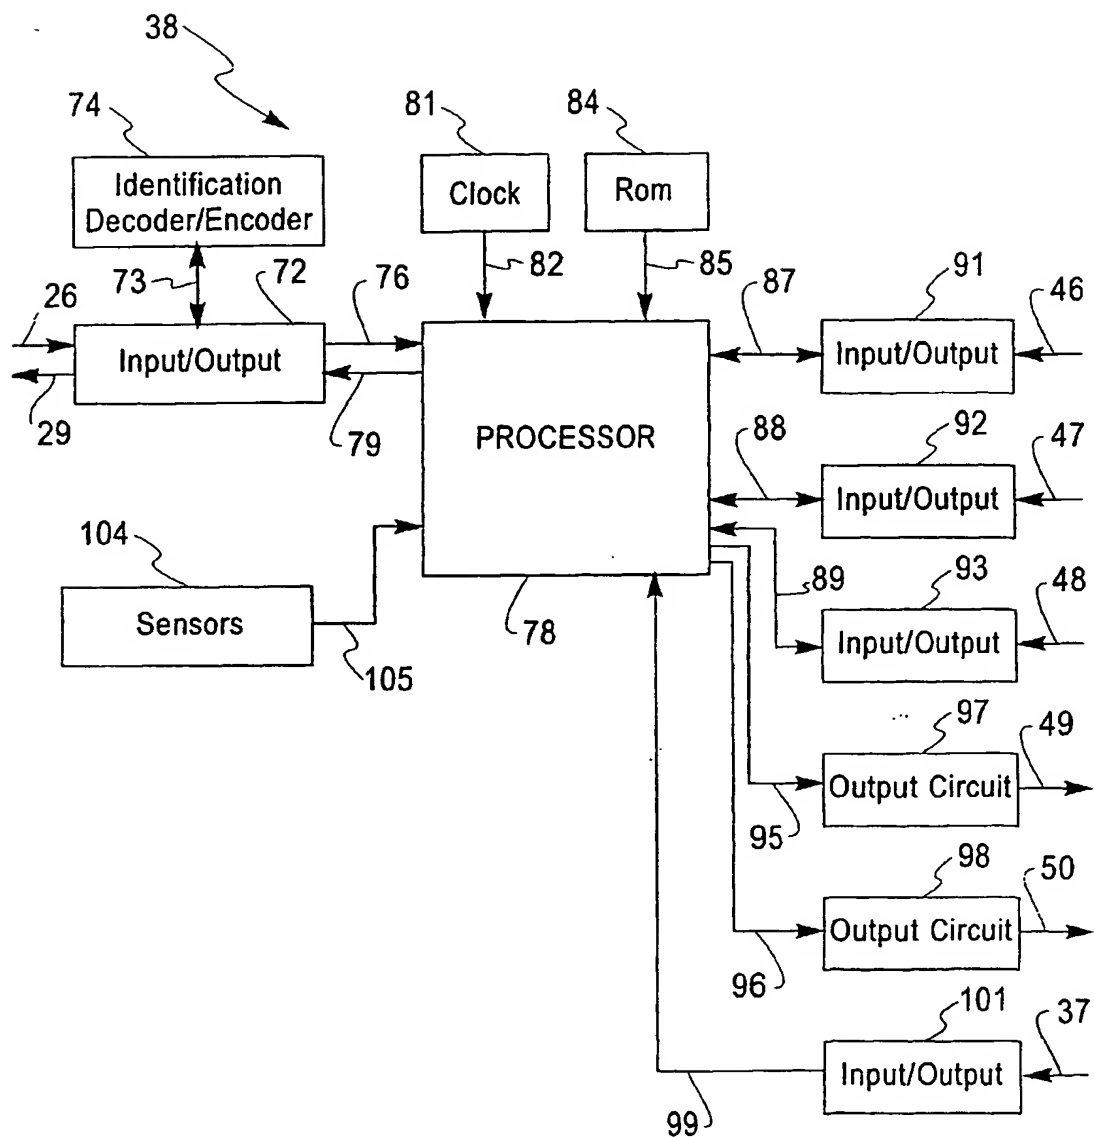 38
74
81
84
Identification
Decoder/Encoder
Clock
Rom
73
72
76
82
85
87
91
46
26
Input/Output
Input/Output
29
79
PROCESSOR
88
92
47
Input/Output
104
89
93
48
Sensors
78
Input/Output
105
97
49
Output Circuit
95
98
50
Output Circuit
96
101
37
Input/Output
99